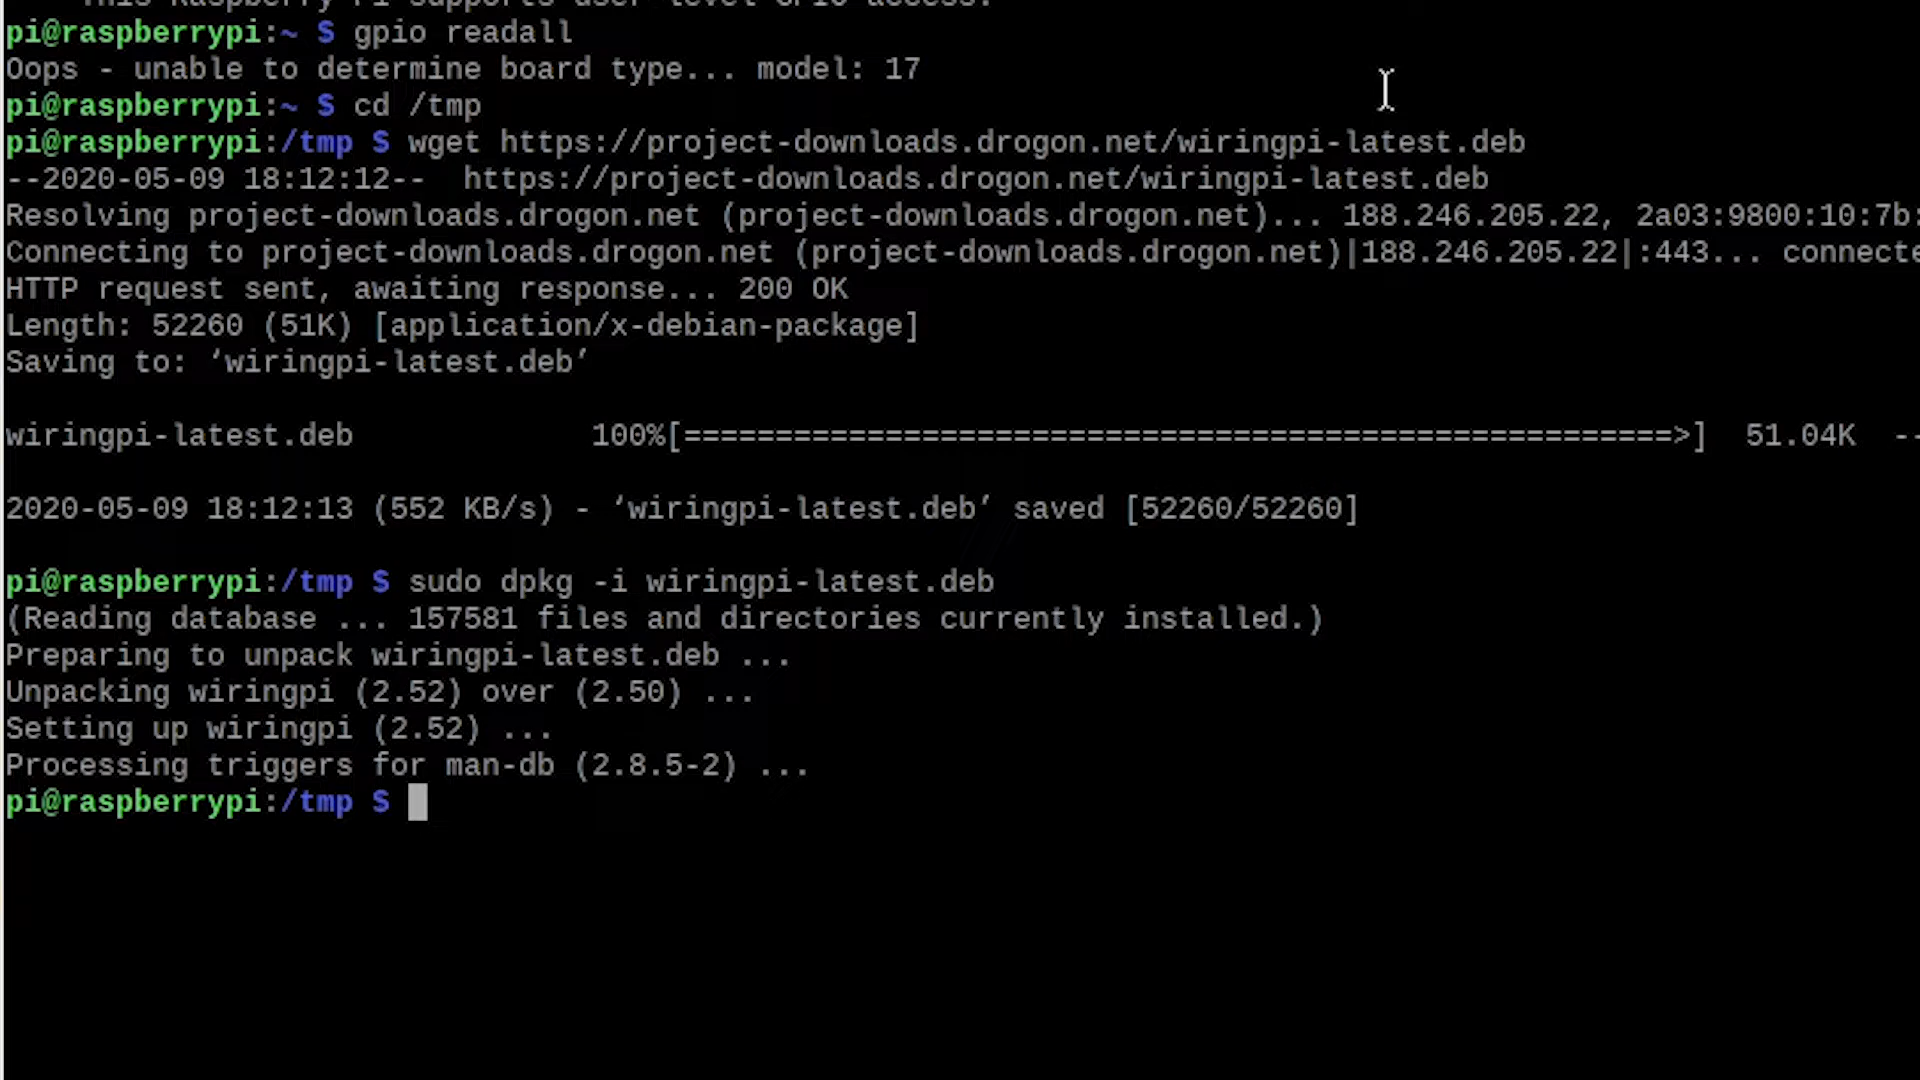 This Raspberry Pi supports user-level GPIO access.
pi@raspberrypi:~ $ gpio readall
Oops - unable to determine board type... model: 17
pi@raspberrypi:~ $ cd /tmp
pi@raspberrypi:/tmp $ wget https://project-downloads.drogon.net/wiringpi-latest.deb
--2020-05-09 18:12:12--  https://project-downloads.drogon.net/wiringpi-latest.deb
Resolving project-downloads.drogon.net (project-downloads.drogon.net)... 188.246.205.22, 2a03:9800:10:7b:
Connecting to project-downloads.drogon.net (project-downloads.drogon.net)|188.246.205.22|:443... connecte
HTTP request sent, awaiting response... 200 OK
Length: 52260 (51K) [application/x-debian-package]
Saving to: ‘wiringpi-latest.deb’
wiringpi-latest.deb             100%[======================================================>]  51.04K  --
2020-05-09 18:12:13 (552 KB/s) - ‘wiringpi-latest.deb’ saved [52260/52260]
pi@raspberrypi:/tmp $ sudo dpkg -i wiringpi-latest.deb
(Reading database ... 157581 files and directories currently installed.)
Preparing to unpack wiringpi-latest.deb ...
Unpacking wiringpi (2.52) over (2.50) ...
Setting up wiringpi (2.52) ...
Processing triggers for man-db (2.8.5-2) ...
pi@raspberrypi:/tmp $